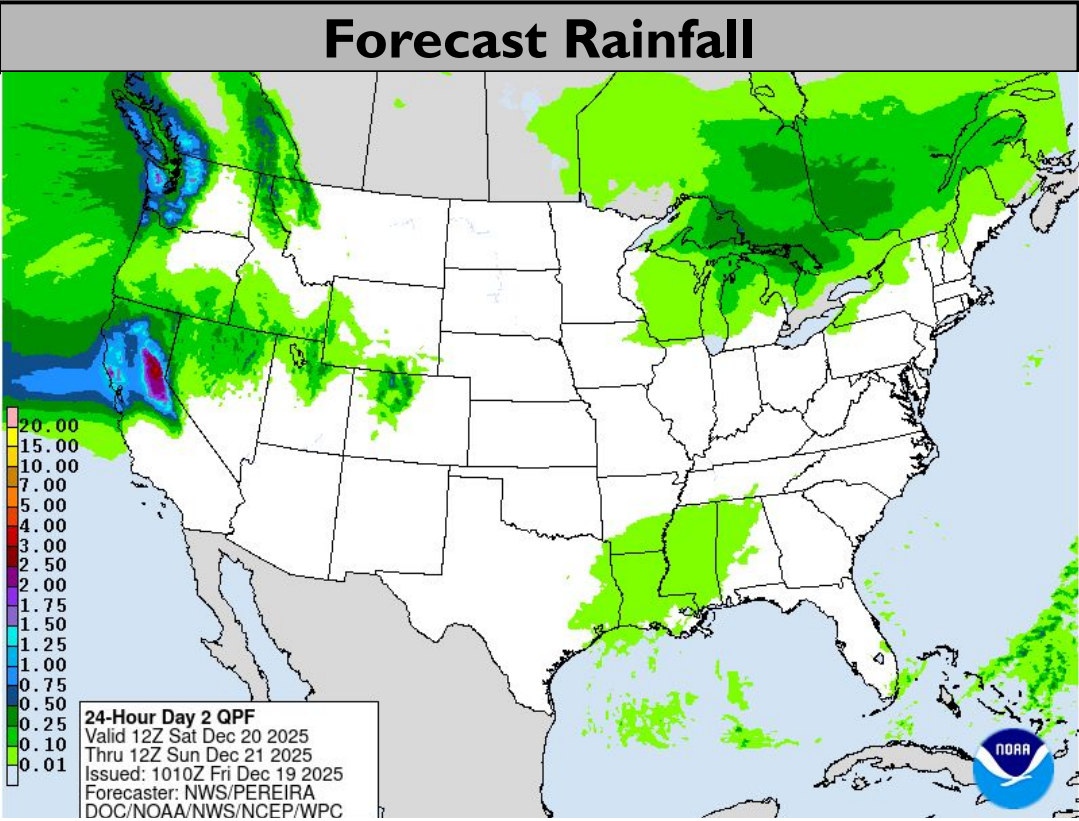 Forecast Rainfall
20.00
15.00
10.00
7.00
5.00
4.00
3.00
2.50
2.00
1.75
1.50
1.25
1.00
0.75
0.50
0.25
0.10
0.01
24-Hour Day 2 QPF
Valid 12Z Sat Dec 20 2025
Thru 12Z Sun Dec 21 2025
Issued: 1010Z Fri Dec 19 2025
Forecaster: NWS/PEREIRA
DOC/NOAA/NWS/NCEP/WPC
NOAA